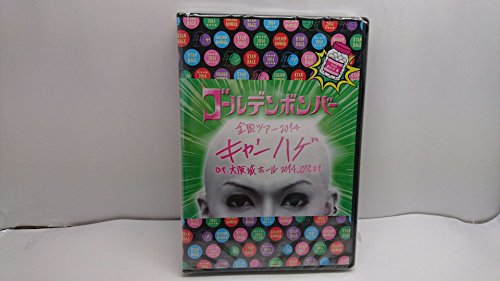 ゴールデンボンバー
全国ツアー2014
キャンハゲ
at 大阪城ホール 2014.07.21